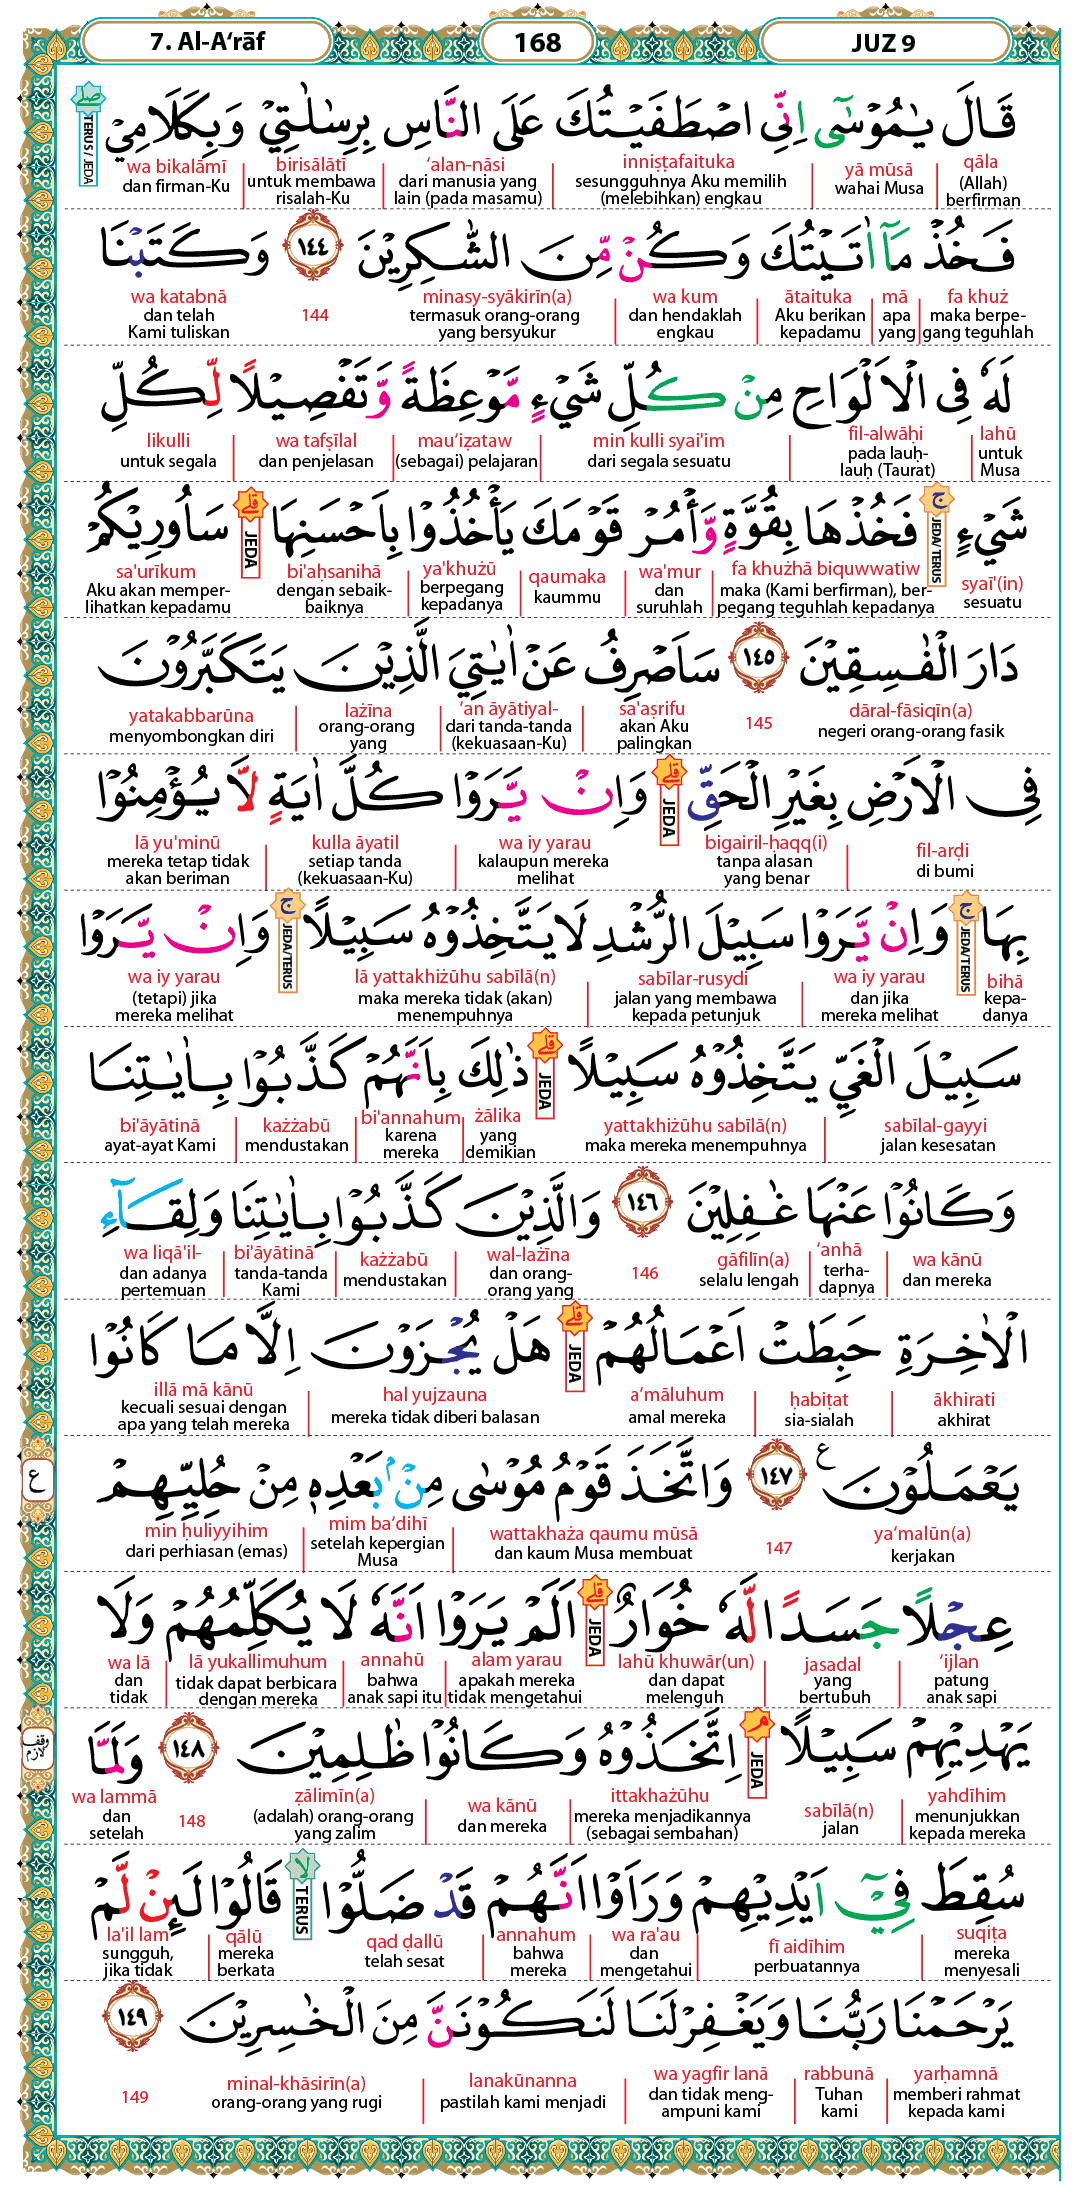 7. Al-A‘rāf 168 JUZ 9
قَالَ يٰمُوْسٰٓى اِنِّى اصْطَفَيْتُكَ عَلَى النَّاسِ بِرِسٰلٰتِيْ وَبِكَلَامِيْ ۖ TERUS / JEDA
qāla yā mūsā inniṣṭafaituka ‘alan-nāsi birisālātī wa bikalāmī
(Allah) berfirman wahai Musa sesungguhnya Aku memilih (melebihkan) engkau dari manusia yang lain (pada masamu) untuk membawa risalah-Ku dan firman-Ku
فَخُذْ مَآ اٰتَيْتُكَ وَكُنْ مِّنَ الشّٰكِرِيْنَ ١٤٤ وَكَتَبْنَا
fa khuż mā ātaituka wa kum minasy-syākirīn(a) 144 wa katabnā
maka berpe-gang teguhlah apa yang Aku berikan kepadamu dan hendaklah engkau termasuk orang-orang yang bersyukur dan telah Kami tuliskan
لَهٗ فِى الْاَلْوَاحِ مِنْ كُلِّ شَيْءٍ مَّوْعِظَةً وَّتَفْصِيْلًا لِّكُلِّ
lahū fil-alwāḥi min kulli syai'im mau‘iẓataw wa tafṣīlal likulli
untuk Musa pada lauḥ-lauḥ (Taurat) dari segala sesuatu (sebagai) pelajaran dan penjelasan untuk segala
شَيْءٍ ۚ JEDA/TERUS فَخُذْهَا بِقُوَّةٍ وَّأْمُرْ قَوْمَكَ يَأْخُذُوْا بِاَحْسَنِهَا ۗ JEDA سَاُورِيْكُمْ
syaī'(in) fa khużhā biquwwatiw wa'mur qaumaka ya'khużū bi'aḥsanihā sa'urīkum
sesuatu maka (Kami berfirman), ber-pegang teguhlah kepadanya dan suruhlah kaummu berpegang kepadanya dengan sebaik-baiknya Aku akan memper-lihatkan kepadamu
دَارَ الْفٰسِقِيْنَ ١٤٥ سَاَصْرِفُ عَنْ اٰيٰتِيَ الَّذِيْنَ يَتَكَبَّرُوْنَ
dāral-fāsiqīn(a) 145 sa'aṣrifu ‘an āyātiyal- lażīna yatakabbarūna
negeri orang-orang fasik akan Aku palingkan dari tanda-tanda (kekuasaan-Ku) orang-orang yang menyombongkan diri
فِى الْاَرْضِ بِغَيْرِ الْحَقِّ ۗ JEDA وَاِنْ يَّرَوْا كُلَّ اٰيَةٍ لَّا يُؤْمِنُوْا
fil-arḍi bigairil-ḥaqq(i) wa iy yarau kulla āyatil lā yu'minū
di bumi tanpa alasan yang benar kalaupun mereka melihat setiap tanda (kekuasaan-Ku) mereka tetap tidak akan beriman
بِهَا ۚ JEDA/TERUS وَاِنْ يَّرَوْا سَبِيْلَ الرُّشْدِ لَا يَتَّخِذُوْهُ سَبِيْلًا ۚ JEDA/TERUS وَاِنْ يَّرَوْا
bihā wa iy yarau sabīlar-rusydi lā yattakhiżūhu sabīlā(n) wa iy yarau
kepa-danya dan jika mereka melihat jalan yang membawa kepada petunjuk maka mereka tidak (akan) menempuhnya (tetapi) jika mereka melihat
سَبِيْلَ الْغَيِّ يَتَّخِذُوْهُ سَبِيْلًا ۗ JEDA ذٰلِكَ بِاَنَّهُمْ كَذَّبُوْا بِاٰيٰتِنَا
sabīlal-gayyi yattakhiżūhu sabīlā(n) żālika bi'annahum każżabū bi'āyātinā
jalan kesesatan maka mereka menempuhnya yang demikian karena mereka mendustakan ayat-ayat Kami
وَكَانُوْا عَنْهَا غٰفِلِيْنَ ١٤٦ وَالَّذِيْنَ كَذَّبُوْا بِاٰيٰتِنَا وَلِقَاۤءِ
wa kānū ‘anhā gāfilīn(a) 146 wal-lażīna każżabū bi'āyātinā wa liqā'il-
dan mereka terha-dapnya selalu lengah dan orang-orang yang mendustakan tanda-tanda Kami dan adanya pertemuan
الْاٰخِرَةِ حَبِطَتْ اَعْمَالُهُمْ ۗ JEDA هَلْ يُجْزَوْنَ اِلَّا مَا كَانُوْا
ākhirati ḥabiṭat a‘māluhum hal yujzauna illā mā kānū
akhirat sia-sialah amal mereka mereka tidak diberi balasan kecuali sesuai dengan apa yang telah mereka
يَعْمَلُوْنَ ع ١٤٧ وَاتَّخَذَ قَوْمُ مُوْسٰى مِنْۢ بَعْدِهٖ مِنْ حُلِيِّهِمْ ع
ya‘malūn(a) 147 wattakhaża qaumu mūsā mim ba‘dihī min ḥuliyyihim
kerjakan dan kaum Musa membuat setelah kepergian Musa dari perhiasan (emas)
عِجْلًا جَسَدًا لَّهٗ خُوَارٌ ۗ JEDA اَلَمْ يَرَوْا اَنَّهٗ لَا يُكَلِّمُهُمْ وَلَا
‘ijlan jasadal lahū khuwār(un) alam yarau annahū lā yukallimuhum wa lā
patung anak sapi yang bertubuh dan dapat melenguh apakah mereka tidak mengetahui bahwa anak sapi itu tidak dapat berbicara dengan mereka dan tidak
يَهْدِيْهِمْ سَبِيْلًا ۘ JEDA اِتَّخَذُوْهُ وَكَانُوْا ظٰلِمِيْنَ ١٤٨ وَلَمَّا وقف لازم
yahdīhim sabīlā(n) ittakhażūhu wa kānū ẓālimīn(a) 148 wa lammā
menunjukkan kepada mereka jalan mereka menjadikannya (sebagai sembahan) dan mereka (adalah) orang-orang yang zalim dan setelah
سُقِطَ فِيْٓ اَيْدِيْهِمْ وَرَاَوْا اَنَّهُمْ قَدْ ضَلُّوْا ۙ TERUS قَالُوْا لَىِٕنْ لَّمْ
suqiṭa fī aidīhim wa ra'au annahum qad ḍallū qālū la'il lam
mereka menyesali perbuatannya dan mengetahui bahwa mereka telah sesat mereka berkata sungguh, jika tidak
يَرْحَمْنَا رَبُّنَا وَيَغْفِرْ لَنَا لَنَكُوْنَنَّ مِنَ الْخٰسِرِيْنَ ١٤٩
yarḥamnā rabbunā wa yagfir lanā lanakūnanna minal-khāsirīn(a) 149
memberi rahmat kepada kami Tuhan kami dan tidak meng-ampuni kami pastilah kami menjadi orang-orang yang rugi